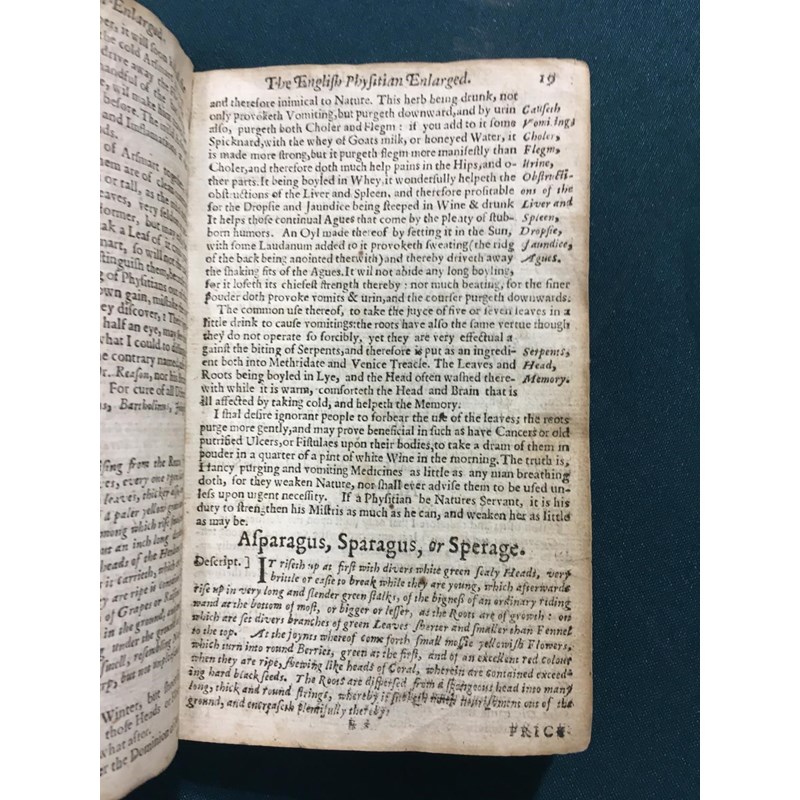 The English Physitian Enlarged. 19
and therefore inimical to Nature. This herb being drunk, not
only provoketh Vomiting, but purgeth downward, and by urin
also, purgeth both Choler and Flegm: if you add to it some
Spicknard, with the whey of Goats milk, or honeyed Water, it
is made more strong, but it purgeth flegm more manifestly than
Choler, and therefore doth much help pains in the Hips, and o-
ther parts. It being boyled in Whey, it wonderfully helpeth the
obstructions of the Liver and Spleen. and therefore profitable
for the Dropsie and Jaundice being steeped in Wine & drunk
It helps those continual Agues that come by the plenty of stub-
born humors. An Oyl made thereof by setting it in the Sun,
with some Laudanum added to it provoketh sweating (the ridg
of the back being anointed therwith) and thereby driveth away
the shaking fits of the Agues. It wil not abide any long boyling,
for it loseth its chiefest strength thereby: nor much beating, for the finer
pouder doth provoke vomits & urin, and the courser purgeth downwards.
Causeth
Vomiting
Choler,
Flegm,
Urine,
Obstructi-
ons of the
Liver and
Spleen,
Dropsie,
Jaundice,
Agues.
The common use thereof, to take the juyce of five or seven leaves in a
little drink to cause vomitings: the roots have also the same vertue though
they do not operate so forcibly, yet they are very effectual a
gainst the biting of Serpents, and therefore is put as an ingredi-
ent both into Methridate and Venice Treacle. The Leaves and
Roots being boyled in Lye, and the Head often washed there-
with while it is warm, comforteth the Head and Brain that is
ill affected by taking cold, and helpeth the Memory.
Serpents,
Head,
Memory.
I shal desire ignorant people to forbear the use of the leaves; the roots
purge more gently, and may prove beneficial in such as have Cancers or old
putrified Ulcers, or Fistulaes upon their bodies, to take a dram of them in
pouder in a quarter of a pint of white Wine in the morning. The truth is,
I fancy purging and vomiting Medicines as little as any man breathing
doth, for they weaken Nature, nor shall ever advise them to be used un-
less upon urgent necessity. If a Physitian be Natures Servant, it is his
duty to strengthen his Mistris as much as he can, and weaken her as little
as may be.
Asparagus, Sparagus, or Sperage.
Descript. ] IT riseth up at first with divers white green scaly Heads, very
brittle or easie to break while they are young, which afterwards
rise up in very long and slender green stalks, of the bigness of an ordinary riding
wand at the bottom of most, or bigger or lesser, as the Roots are of growth: on
which are set divers branches of green Leaves shorter and smaller than Fennel
to the top. At the joynts whereof come forth small mossie yellowish Flowers,
which turn into round Berries, green at the first, and of an excellent red colour
when they are ripe, shewing like heads of Coral, wherein are contained exceed-
ing hard black seeds. The Roots are dispersed from a spongeous head into many
long, thick and round strings, whereby it sucketh much nourishment out of the
ground, and encreaseth plentifully thereby.
PRICK